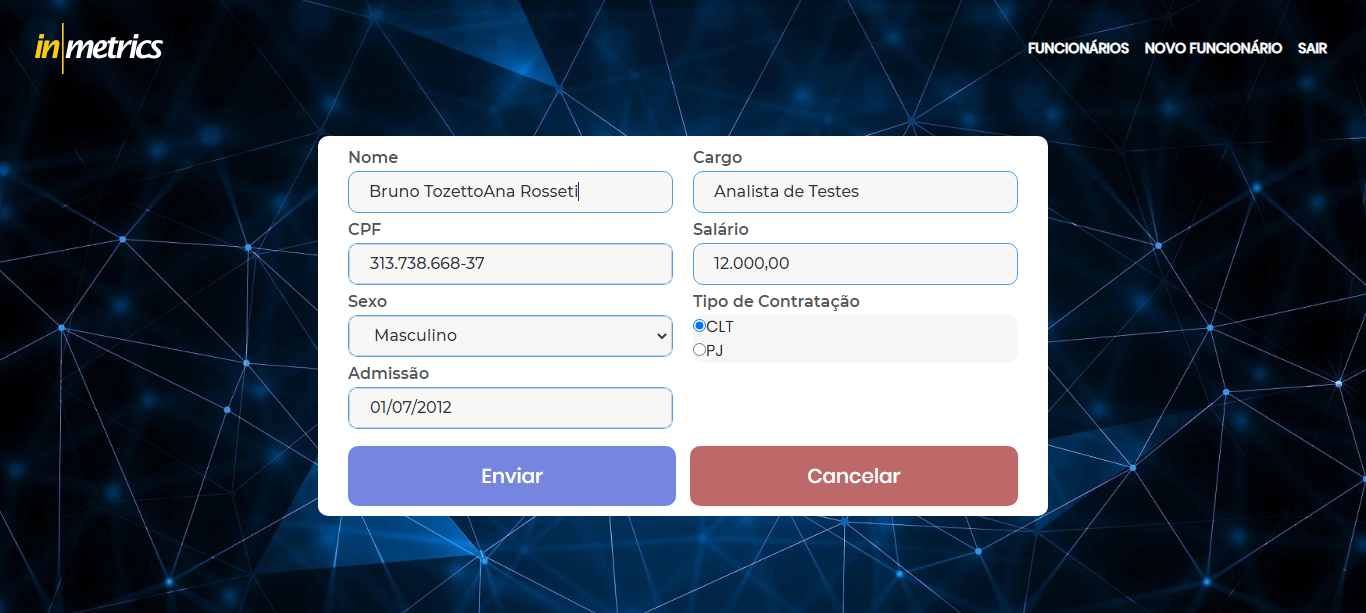 in|metrics
FUNCIONÁRIOS NOVO FUNCIONÁRIO SAIR
Nome
Bruno TozettoAna Rosseti
Cargo
Analista de Testes
CPF
313.738.668-37
Salário
12.000,00
Sexo
Masculino
Tipo de Contratação
CLT
PJ
Admissão
01/07/2012
Enviar
Cancelar